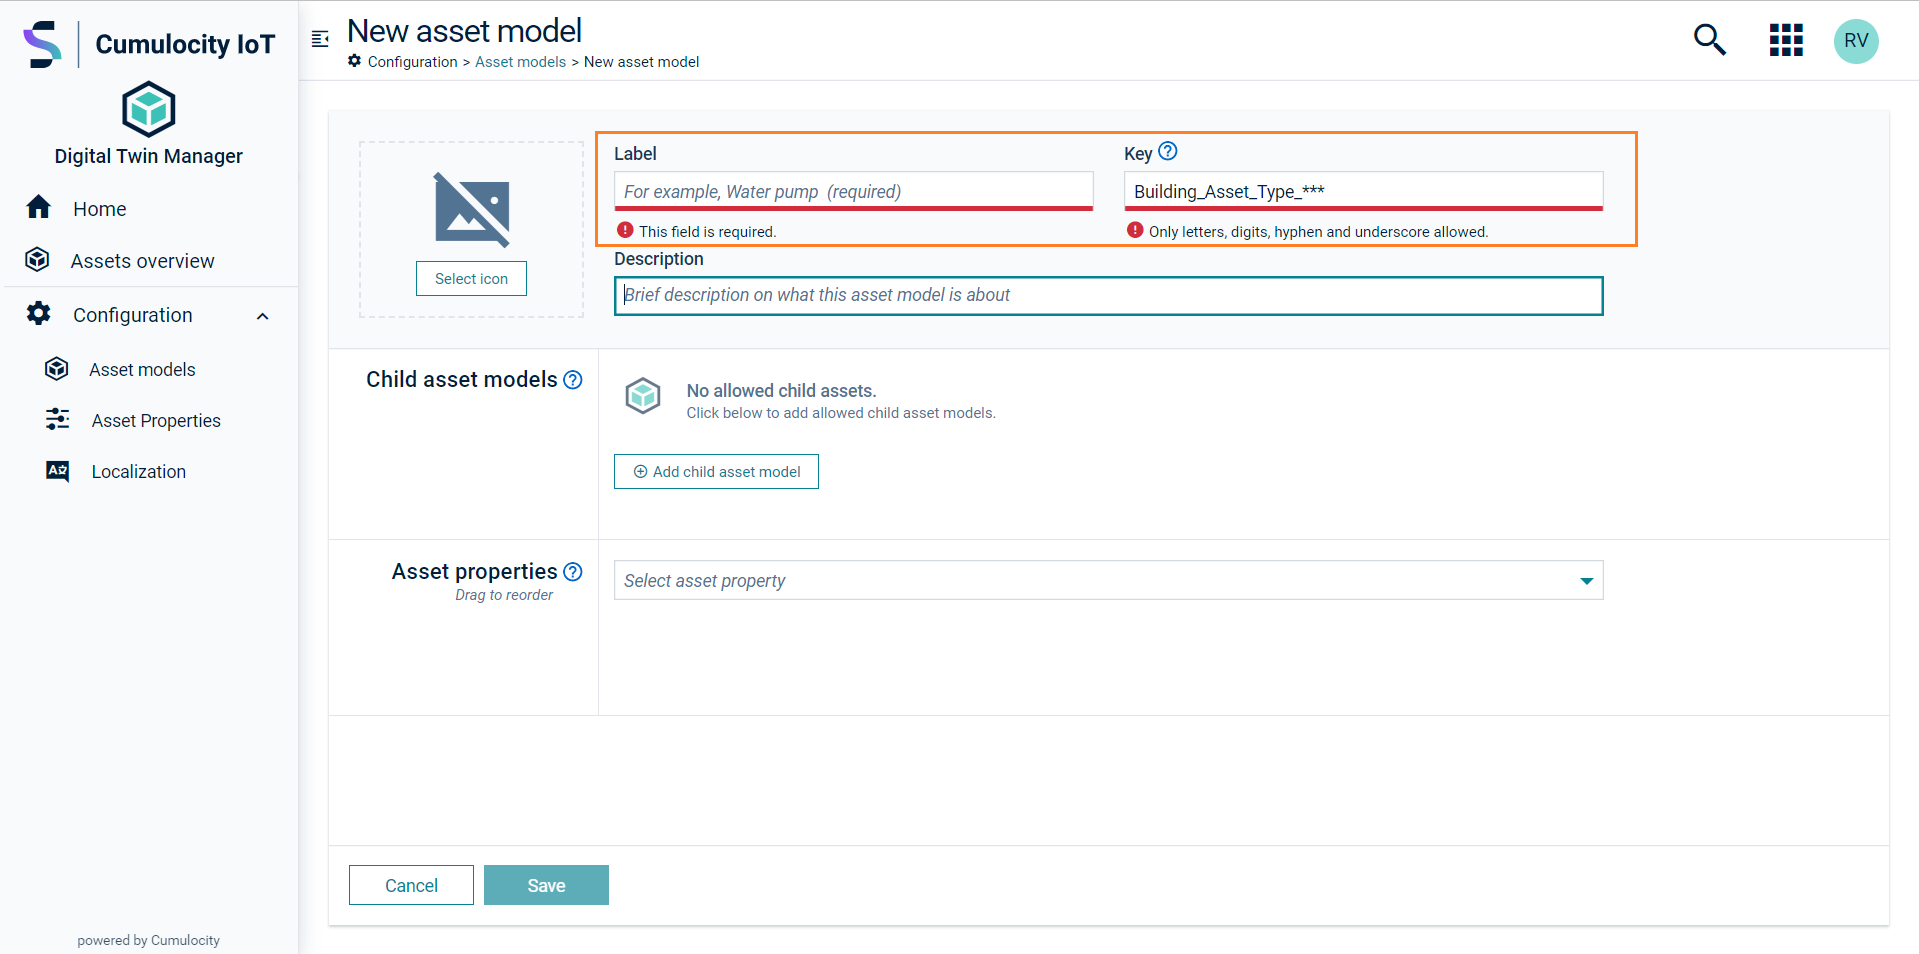 Cumulocity IoT
Digital Twin Manager
Home
Assets overview
Configuration
Asset models
Asset Properties
Localization
powered by Cumulocity
New asset model
Configuration > Asset models > New asset model
RV
Select icon
Label
For example, Water pump (required)
This field is required.
Key
Building_Asset_Type_***
Only letters, digits, hyphen and underscore allowed.
Description
Brief description on what this asset model is about
Child asset models
No allowed child assets.
Click below to add allowed child asset models.
Add child asset model
Asset properties
Drag to reorder
Select asset property
Cancel
Save